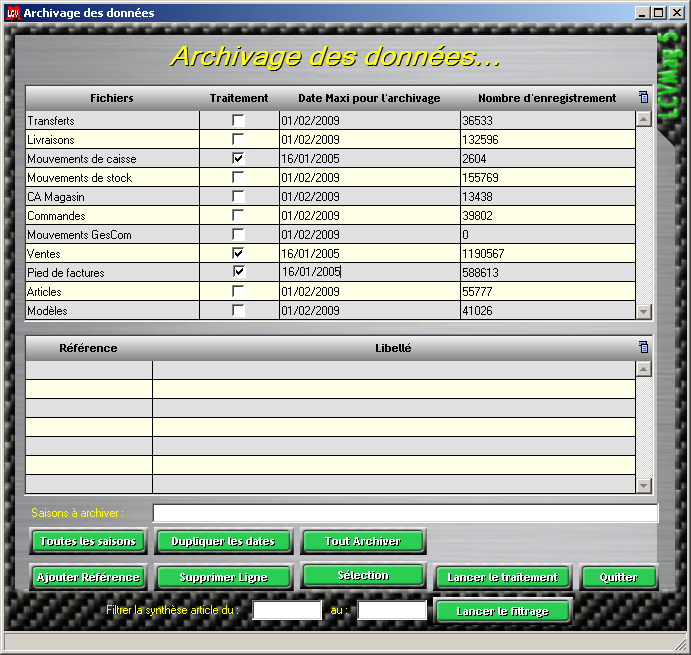 LCV Archivage des données
Archivage des données...
LCVMag 5
Fichiers Traitement Date Maxi pour l'archivage Nombre d'enregistrement
Transferts 01/02/2009 36533
Livraisons 01/02/2009 132596
Mouvements de caisse 16/01/2005 2604
Mouvements de stock 01/02/2009 155769
CA Magasin 01/02/2009 13438
Commandes 01/02/2009 39802
Mouvements GesCom 01/02/2009 0
Ventes 16/01/2005 1190567
Pied de factures 16/01/2005 588613
Articles 01/02/2009 55777
Modèles 01/02/2009 41026
Référence Libellé
Saisons à archiver :
Toutes les saisons Dupliquer les dates Tout Archiver
Ajouter Référence Supprimer Ligne Sélection Lancer le traitement Quitter
Filtrer la synthèse article du : au : Lancer le filtrage